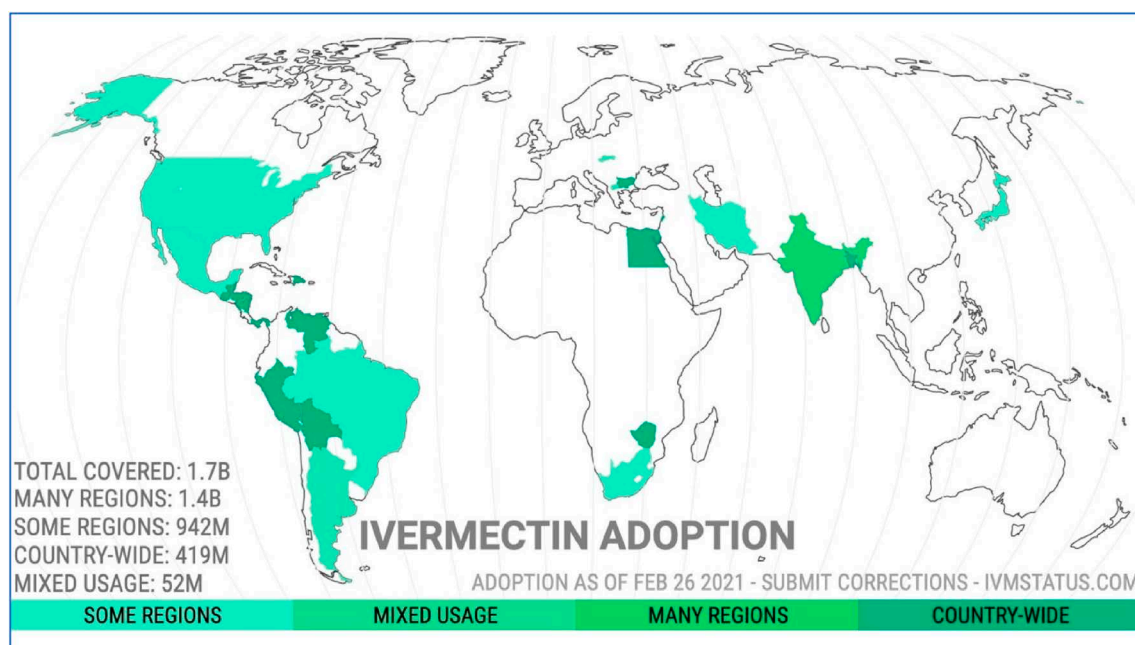 TOTAL COVERED: 1.7B
MANY REGIONS: 1.4B
SOME REGIONS: 942M
COUNTRY-WIDE: 419M
MIXED USAGE: 52M
IVERMECTIN ADOPTION
ADOPTION AS OF FEB 26 2021 - SUBMIT CORRECTIONS - IVMSTATUS.COM
SOME REGIONS MIXED USAGE MANY REGIONS COUNTRY-WIDE